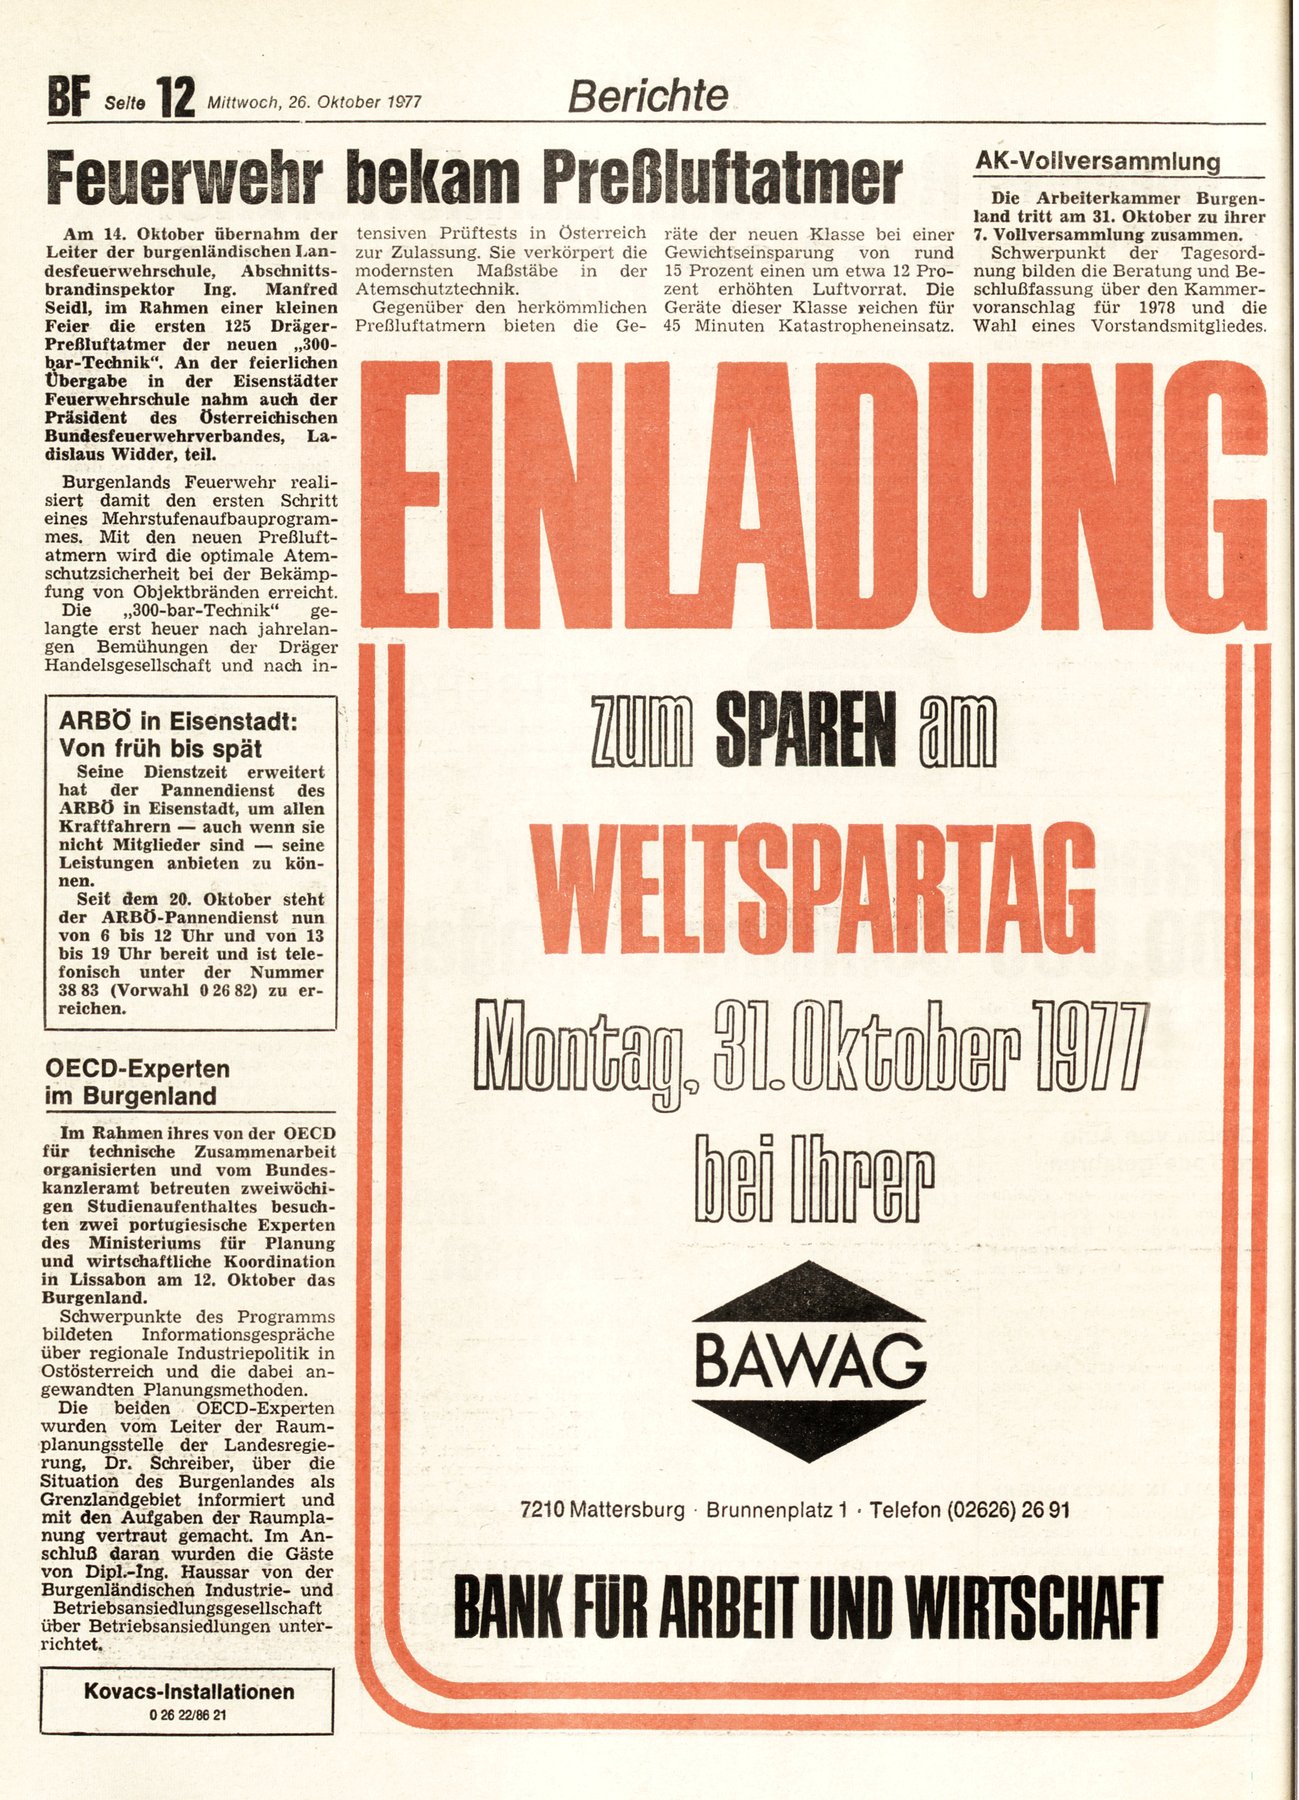 BF Seite 12 Mittwoch, 26. Oktober 1977
Berichte
Feuerwehr bekam Preßluftatmer
Am 14. Oktober übernahm der
Leiter der burgenländischen Lan-
desfeuerwehrschule, Abschnitts-
brandinspektor Ing. Manfred
Seidl, im Rahmen einer kleinen
Feier die ersten 125 Dräger-
Preßluftatmer der neuen „300-
bar-Technik“. An der feierlichen
Übergabe in der Eisenstädter
Feuerwehrschule nahm auch der
Präsident des Österreichischen
Bundesfeuerwehrverbandes, La-
dislaus Widder, teil.
Burgenlands Feuerwehr reali-
siert damit den ersten Schritt
eines Mehrstufenaufbauprogram-
mes. Mit den neuen Preßluft-
atmern wird die optimale Atem-
schutzsicherheit bei der Bekämp-
fung von Objektbränden erreicht.
Die „300-bar-Technik“ ge-
langte erst heuer nach jahrelan-
gen Bemühungen der Dräger
Handelsgesellschaft und nach in-
tensiven Prüftests in Österreich
zur Zulassung. Sie verkörpert die
modernsten Maßstäbe in der
Atemschutztechnik.
Gegenüber den herkömmlichen
Preßluftatmern bieten die Ge-
räte der neuen Klasse bei einer
Gewichtseinsparung von rund
15 Prozent einen um etwa 12 Pro-
zent erhöhten Luftvorrat. Die
Geräte dieser Klasse reichen für
45 Minuten Katastropheneinsatz.
AK-Vollversammlung
Die Arbeiterkammer Burgen-
land tritt am 31. Oktober zu ihrer
7. Vollversammlung zusammen.
Schwerpunkt der Tagesord-
nung bilden die Beratung und Be-
schlußfassung über den Kammer-
voranschlag für 1978 und die
Wahl eines Vorstandsmitgliedes.
ARBÖ in Eisenstadt:
Von früh bis spät
Seine Dienstzeit erweitert
hat der Pannendienst des
ARBÖ in Eisenstadt, um allen
Kraftfahrern — auch wenn sie
nicht Mitglieder sind — seine
Leistungen anbieten zu kön-
nen.
Seit dem 20. Oktober steht
der ARBÖ-Pannendienst nun
von 6 bis 12 Uhr und von 13
bis 19 Uhr bereit und ist tele-
fonisch unter der Nummer
38 83 (Vorwahl 0 26 82) zu er-
reichen.
OECD-Experten
im Burgenland
Im Rahmen ihres von der OECD
für technische Zusammenarbeit
organisierten und vom Bundes-
kanzleramt betreuten zweiwöchi-
gen Studienaufenthaltes besuch-
ten zwei portugiesische Experten
des Ministeriums für Planung
und wirtschaftliche Koordination
in Lissabon am 12. Oktober das
Burgenland.
Schwerpunkte des Programms
bildeten Informationsgespräche
über regionale Industriepolitik in
Ostösterreich und die dabei an-
gewandten Planungsmethoden.
Die beiden OECD-Experten
wurden vom Leiter der Raum-
planungsstelle der Landesregie-
rung, Dr. Schreiber, über die
Situation des Burgenlandes als
Grenzlandgebiet informiert und
mit den Aufgaben der Raumpla-
nung vertraut gemacht. Im An-
schluß daran wurden die Gäste
von Dipl.-Ing. Haussar von der
Burgenländischen Industrie- und
Betriebsansiedlungsgesellschaft
über Betriebsansiedlungen unter-
richtet.
Kovacs-Installationen
0 26 22/86 21
EINLADUNG
zum SPAREN am
WELTSPARTAG
Montag, 31. Oktober 1977
bei Ihrer
BAWAG
7210 Mattersburg · Brunnenplatz 1 · Telefon (02626) 26 91
BANK FÜR ARBEIT UND WIRTSCHAFT